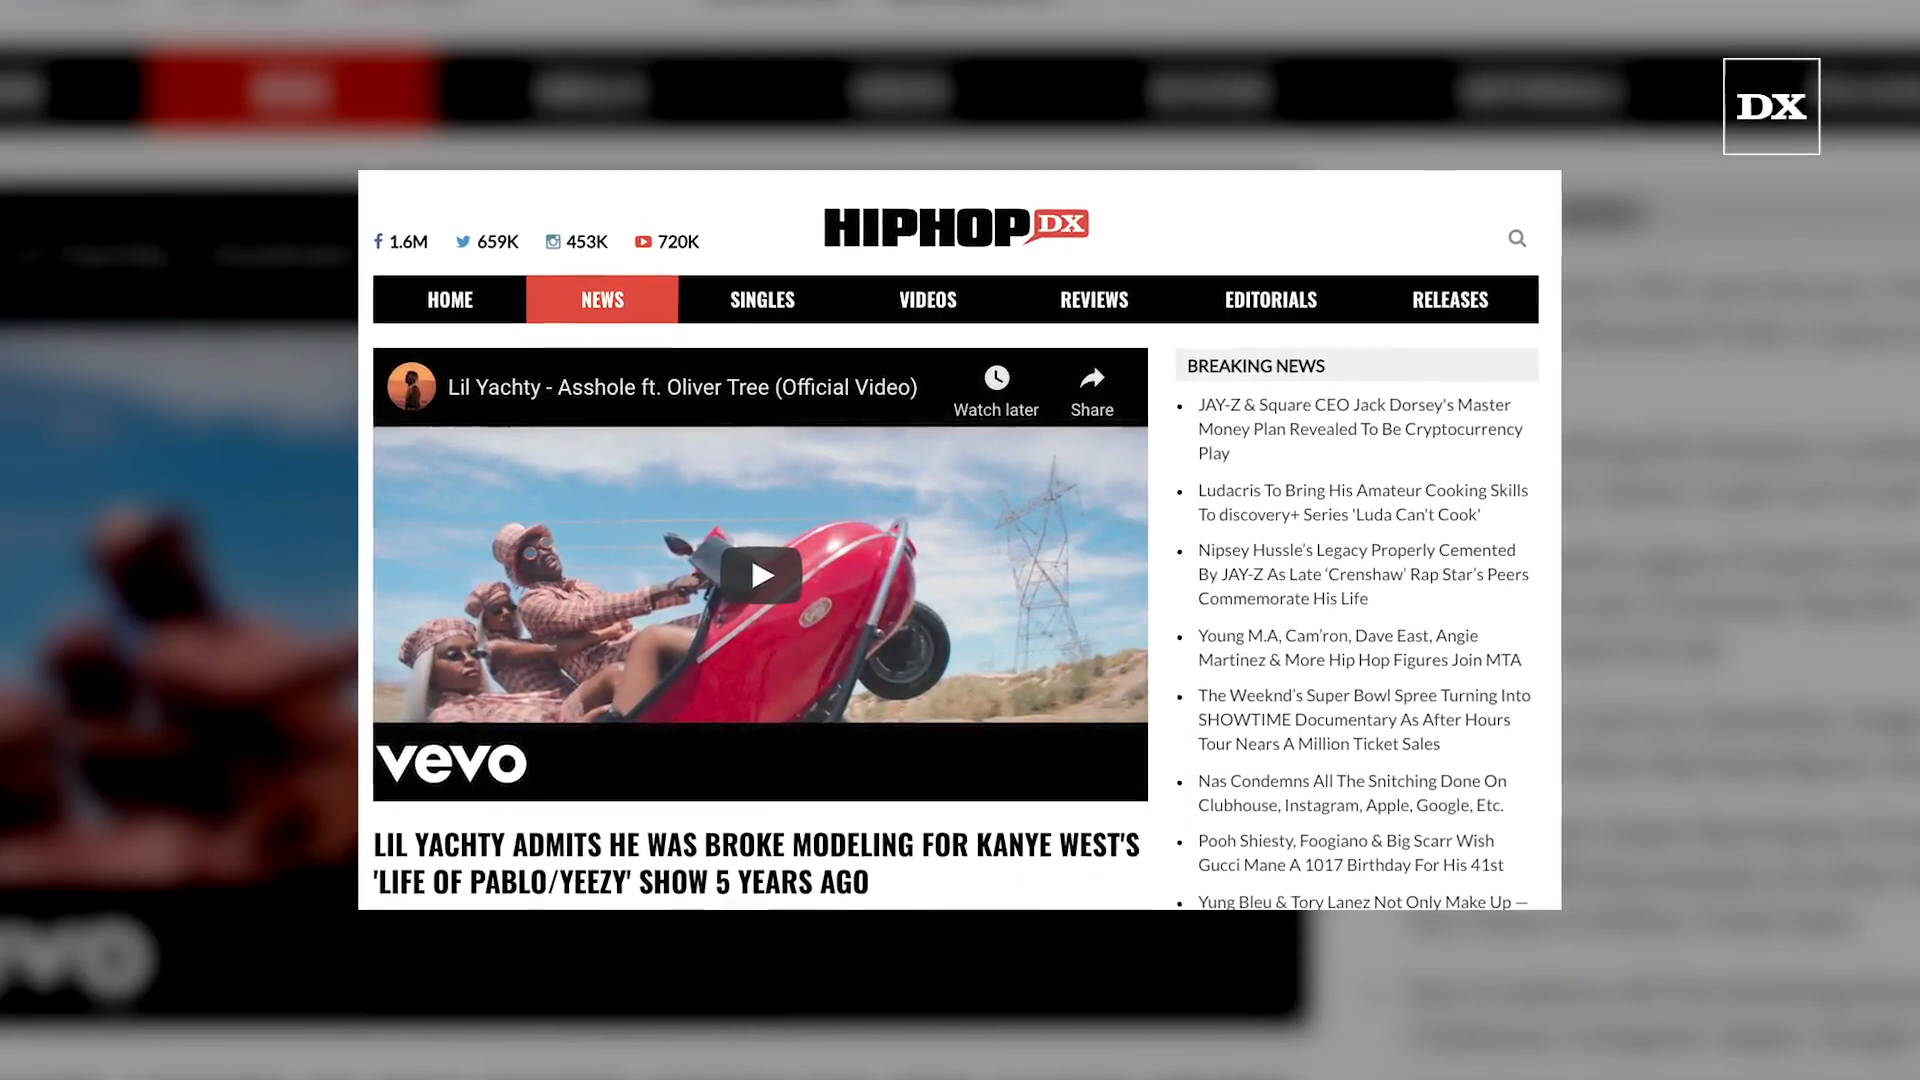 DX
1.6M 659K 453K 720K
HIPHOP DX
HOME NEWS SINGLES VIDEOS REVIEWS EDITORIALS RELEASES
Lil Yachty - Asshole ft. Oliver Tree (Official Video)
Watch later Share
vevo
LIL YACHTY ADMITS HE WAS BROKE MODELING FOR KANYE WEST'S
'LIFE OF PABLO/YEEZY' SHOW 5 YEARS AGO
BREAKING NEWS
JAY-Z & Square CEO Jack Dorsey's Master
Money Plan Revealed To Be Cryptocurrency
Play
Ludacris To Bring His Amateur Cooking Skills
To discovery+ Series 'Luda Can't Cook'
Nipsey Hussle’s Legacy Properly Cemented
By JAY-Z As Late ‘Crenshaw’ Rap Star’s Peers
Commemorate His Life
Young M.A, Cam’ron, Dave East, Angie
Martinez & More Hip Hop Figures Join MTA
The Weeknd’s Super Bowl Spree Turning Into
SHOWTIME Documentary As After Hours
Tour Nears A Million Ticket Sales
Nas Condemns All The Snitching Done On
Clubhouse, Instagram, Apple, Google, Etc.
Pooh Shiesty, Foogiano & Big Scarr Wish
Gucci Mane A 1017 Birthday For His 41st
Yung Bleu & Tory Lanez Not Only Make Up —